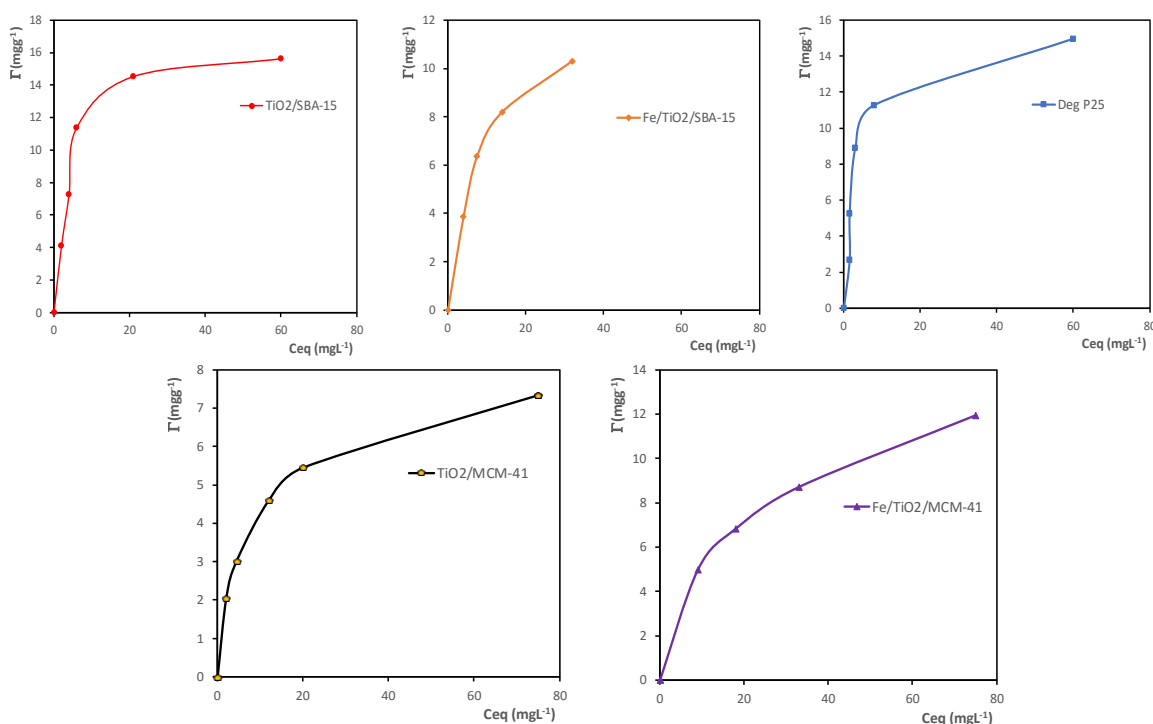 Γ (mgg⁻¹)
18
16
14
12
10
8
6
4
2
0
0 20 40 60 80
Ceq (mgL⁻¹)
TiO2/SBA-15
Γ (mgg⁻¹)
12
10
8
6
4
2
0
0 20 40 60 80
Ceq (mgL⁻¹)
Fe/TiO2/SBA-15
Γ (mgg⁻¹)
16
14
12
10
8
6
4
2
0
0 20 40 60 80
Ceq (mgL⁻¹)
Deg P25
Γ (mgg⁻¹)
8
7
6
5
4
3
2
1
0
0 20 40 60 80
Ceq (mgL⁻¹)
TiO2/MCM-41
Γ (mgg⁻¹)
14
12
10
8
6
4
2
0
0 20 40 60 80
Ceq (mgL⁻¹)
Fe/TiO2/MCM-41